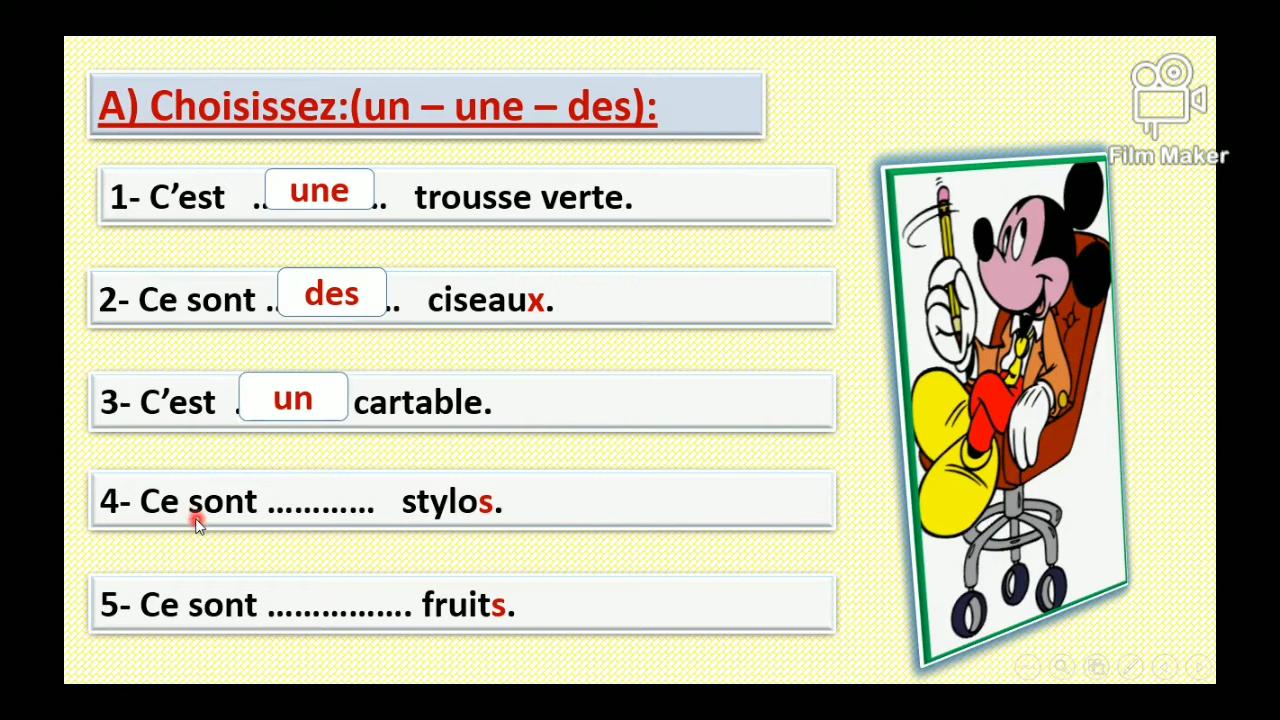 A) Choisissez:(un – une – des):
Film Maker
1- C’est ..une.. trousse verte.
2- Ce sont ..des.. ciseaux.
3- C’est .un cartable.
4- Ce sont ………… stylos.
5- Ce sont ……………. fruits.